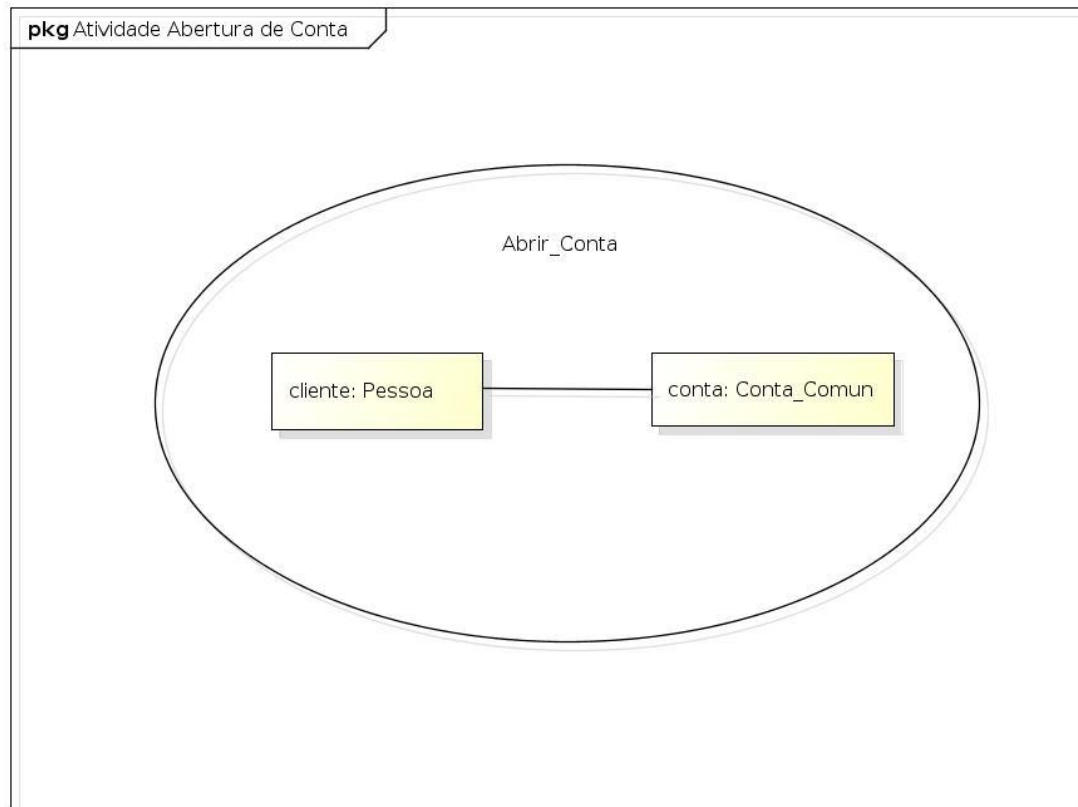 pkg Atividade Abertura de Conta
Abrir_Conta
cliente: Pessoa
conta: Conta_Comun